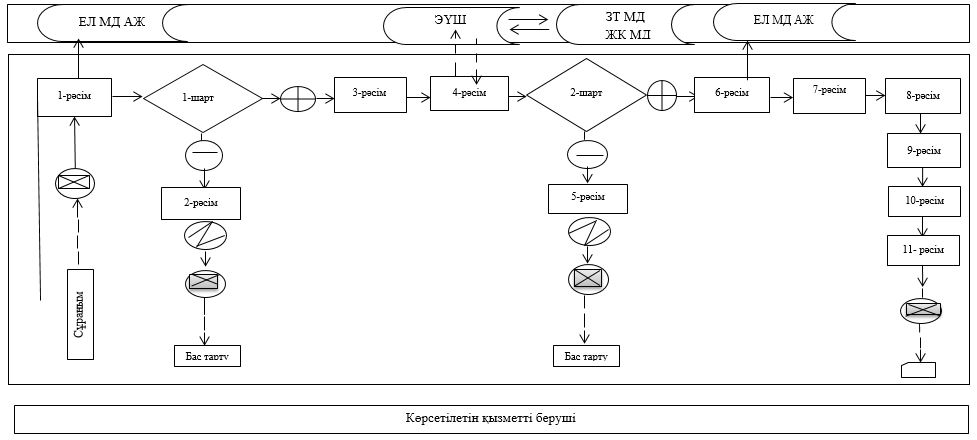 ЕЛ МД АЖ
ЭҮШ
ЗТ МД
ЖК МД
ЕЛ МД АЖ
1-рәсім
1-шарт
3-рәсім
4-рәсім
2-шарт
6-рәсім
7-рәсім
8-рәсім
9-рәсім
2-рәсім
5-рәсім
10-рәсім
11- рәсім
Сұраным
Бас тарту
Бас тарту
Көрсетілетін қызметті беруші